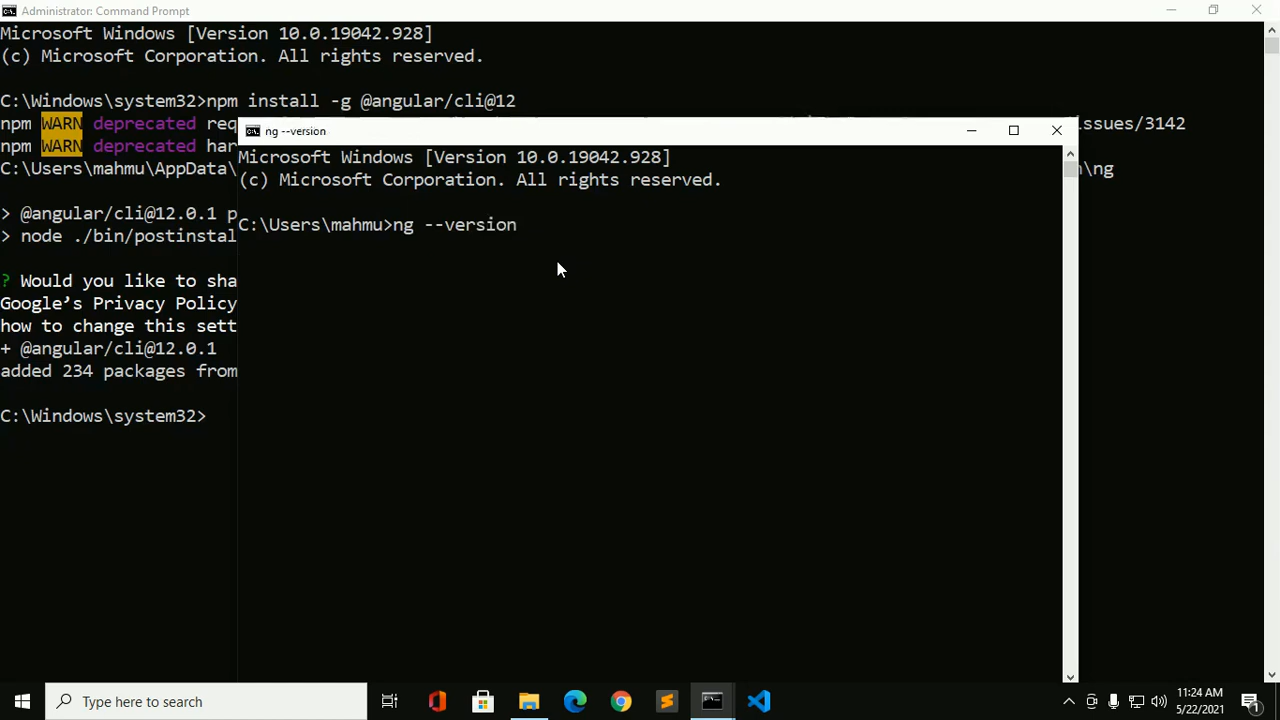 Administrator: Command Prompt
Microsoft Windows [Version 10.0.19042.928]
(c) Microsoft Corporation. All rights reserved.
C:\Windows\system32>npm install -g @angular/cli@12
npm WARN deprecated req
issues/3142
npm WARN deprecated har
C:\Users\mahmu\AppData\
\ng
> @angular/cli@12.0.1 p
> node ./bin/postinstal
? Would you like to sha
Google’s Privacy Policy
how to change this sett
+ @angular/cli@12.0.1
added 234 packages from
C:\Windows\system32>
ng --version
Microsoft Windows [Version 10.0.19042.928]
(c) Microsoft Corporation. All rights reserved.
C:\Users\mahmu>ng --version
Type here to search
11:24 AM
5/22/2021
1